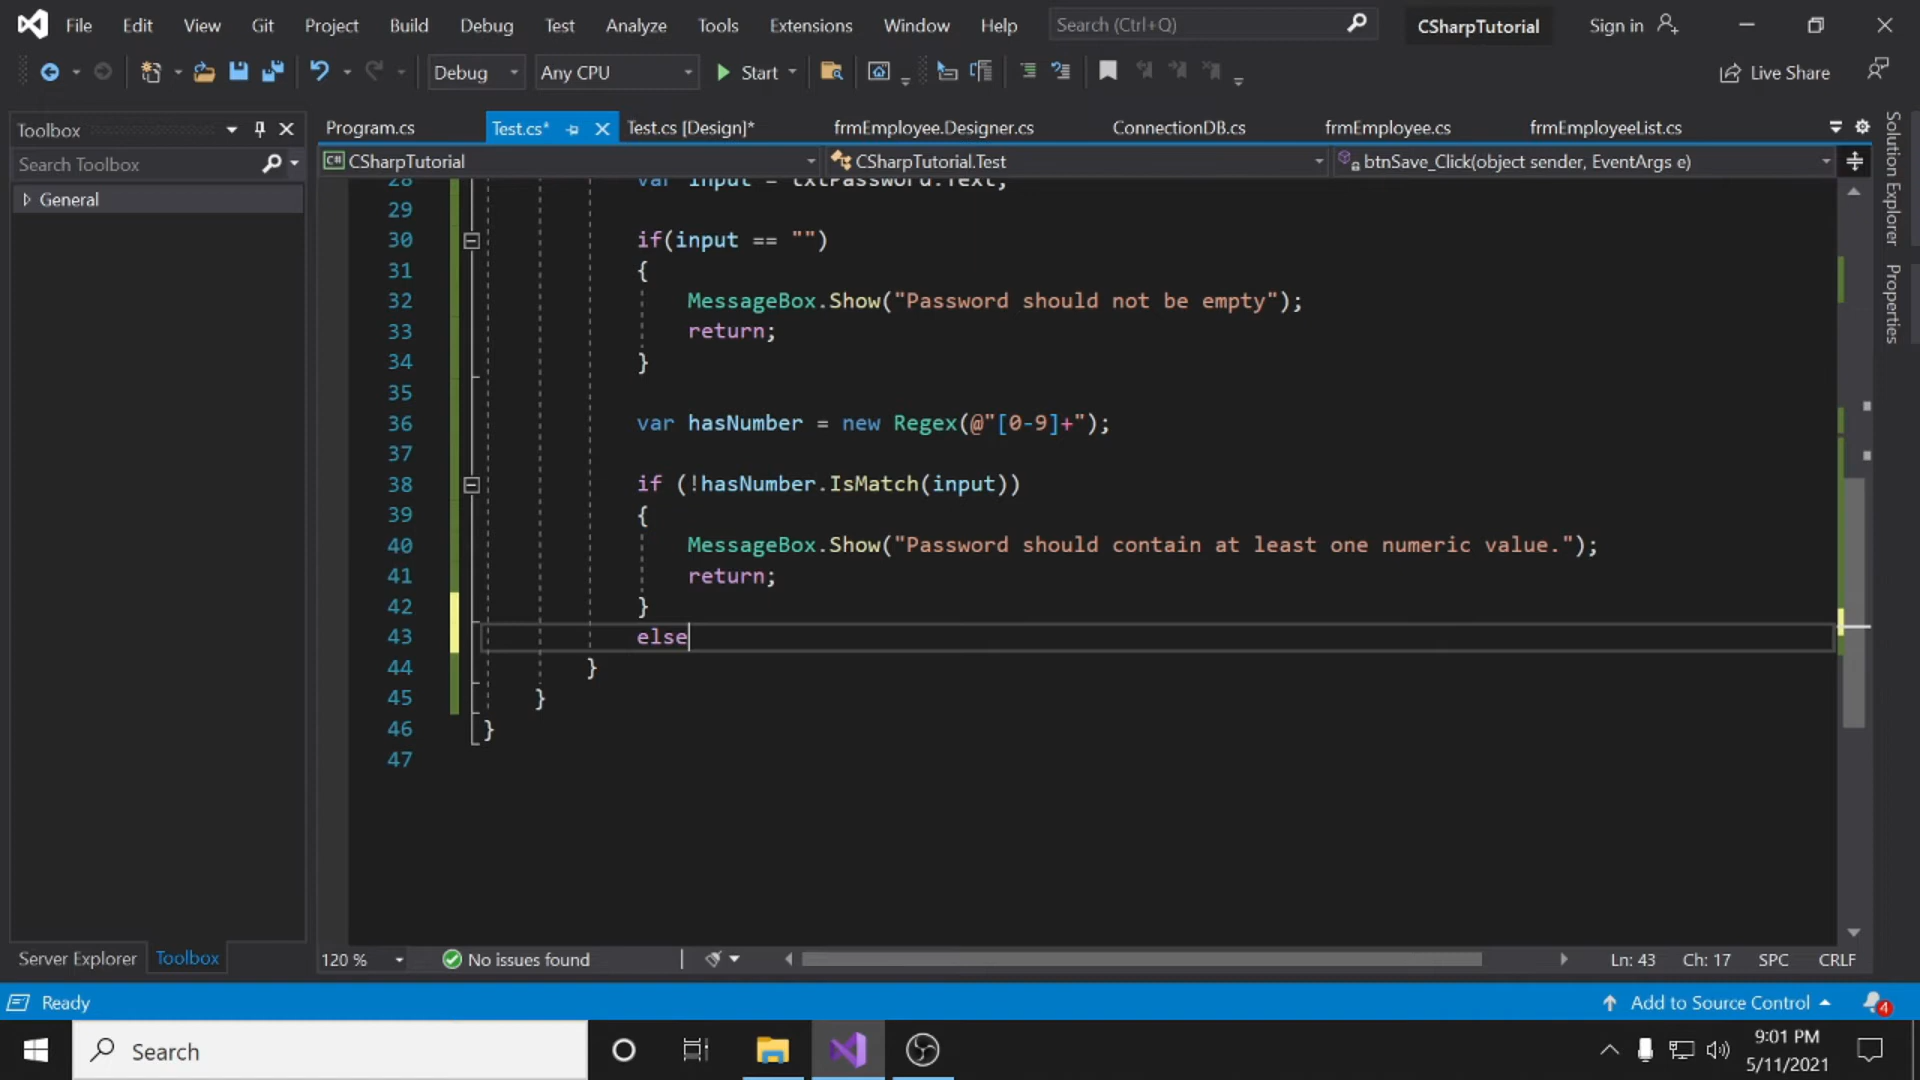 File Edit View Git Project Build Debug Test Analyze Tools Extensions Window Help Search (Ctrl+Q) CSharpTutorial Sign in
Debug Any CPU Start Live Share
Toolbox
Search Toolbox
General
Program.cs Test.cs* Test.cs [Design]* frmEmployee.Designer.cs ConnectionDB.cs frmEmployee.cs frmEmployeeList.cs
C# CSharpTutorial CSharpTutorial.Test btnSave_Click(object sender, EventArgs e)
28 var input = txtPassword.Text;
29
30 if(input == "")
31 {
32 MessageBox.Show("Password should not be empty");
33 return;
34 }
35
36 var hasNumber = new Regex(@"[0-9]+");
37
38 if (!hasNumber.IsMatch(input))
39 {
40 MessageBox.Show("Password should contain at least one numeric value.");
41 return;
42 }
43 else
44 }
45 }
46 }
47
Solution Explorer
Properties
Server Explorer Toolbox
120 % No issues found Ln: 43 Ch: 17 SPC CRLF
Ready Add to Source Control 4
Search
9:01 PM
5/11/2021